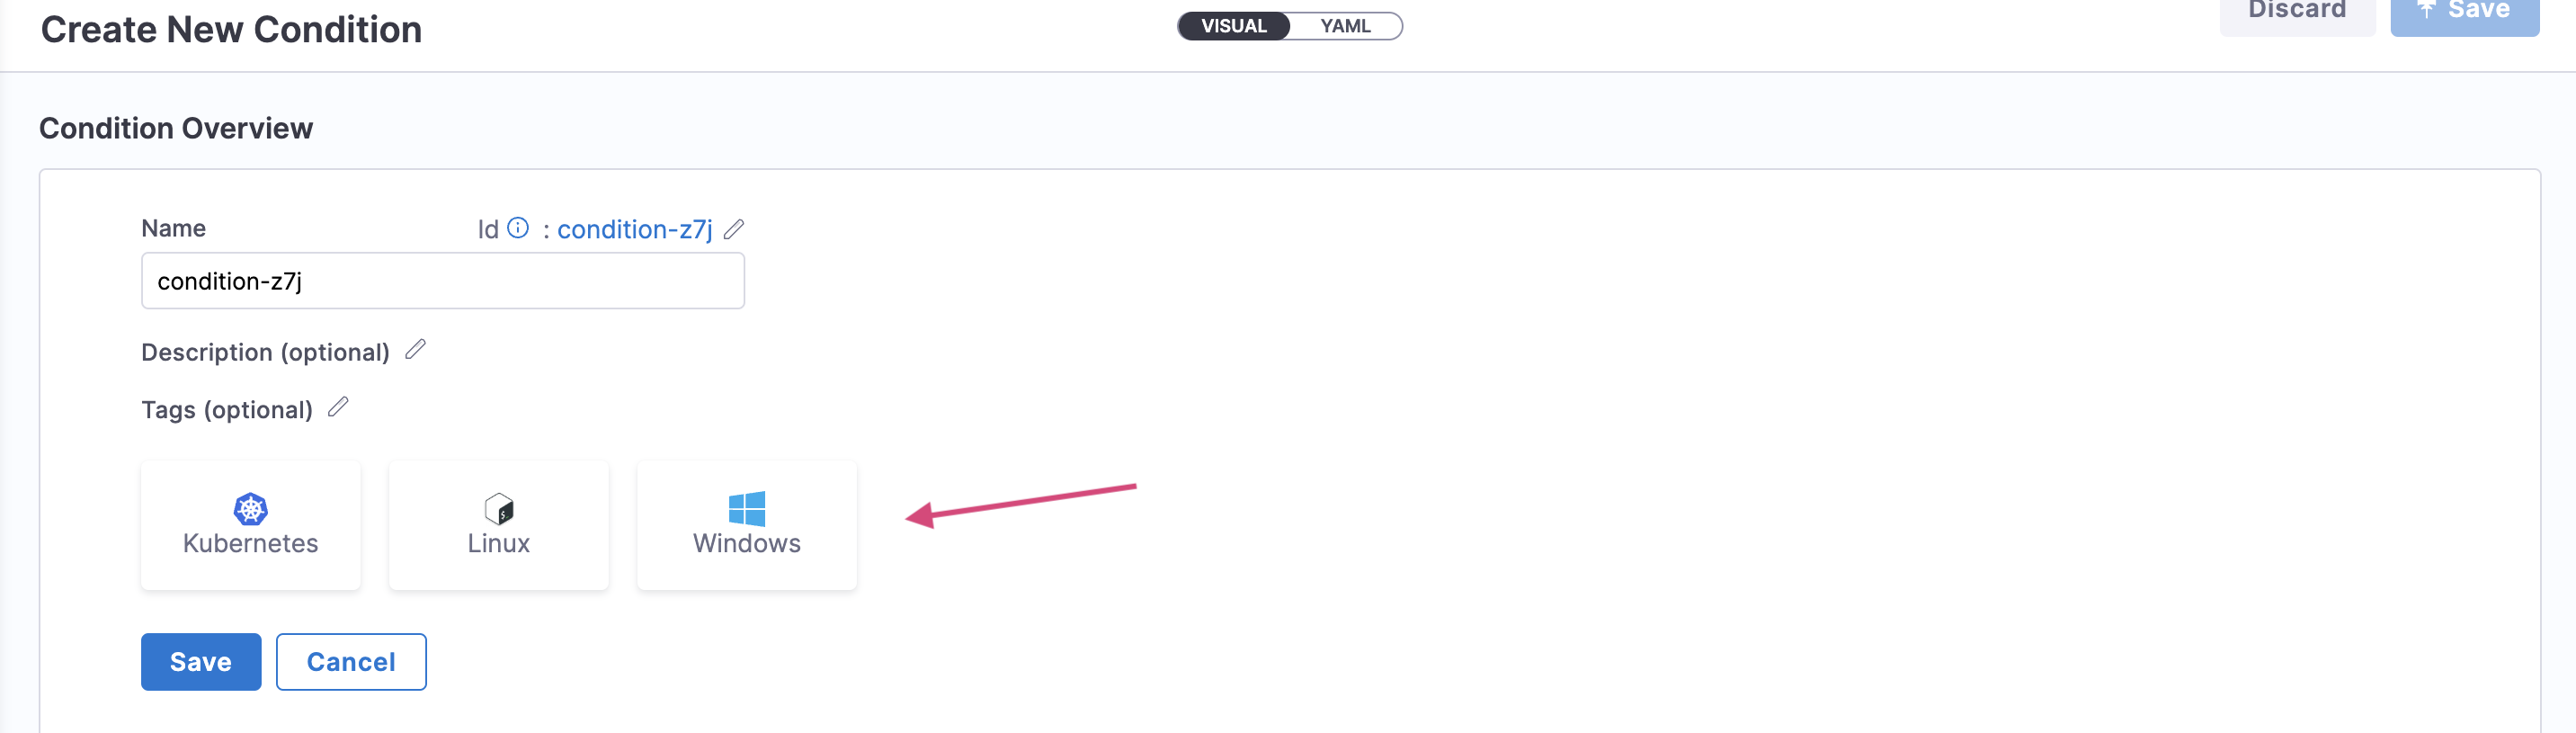 Create New Condition
VISUAL YAML
Discard
Save
Condition Overview
Name
Id : condition-z7j
condition-z7j
Description (optional)
Tags (optional)
Kubernetes
Linux
Windows
Save
Cancel